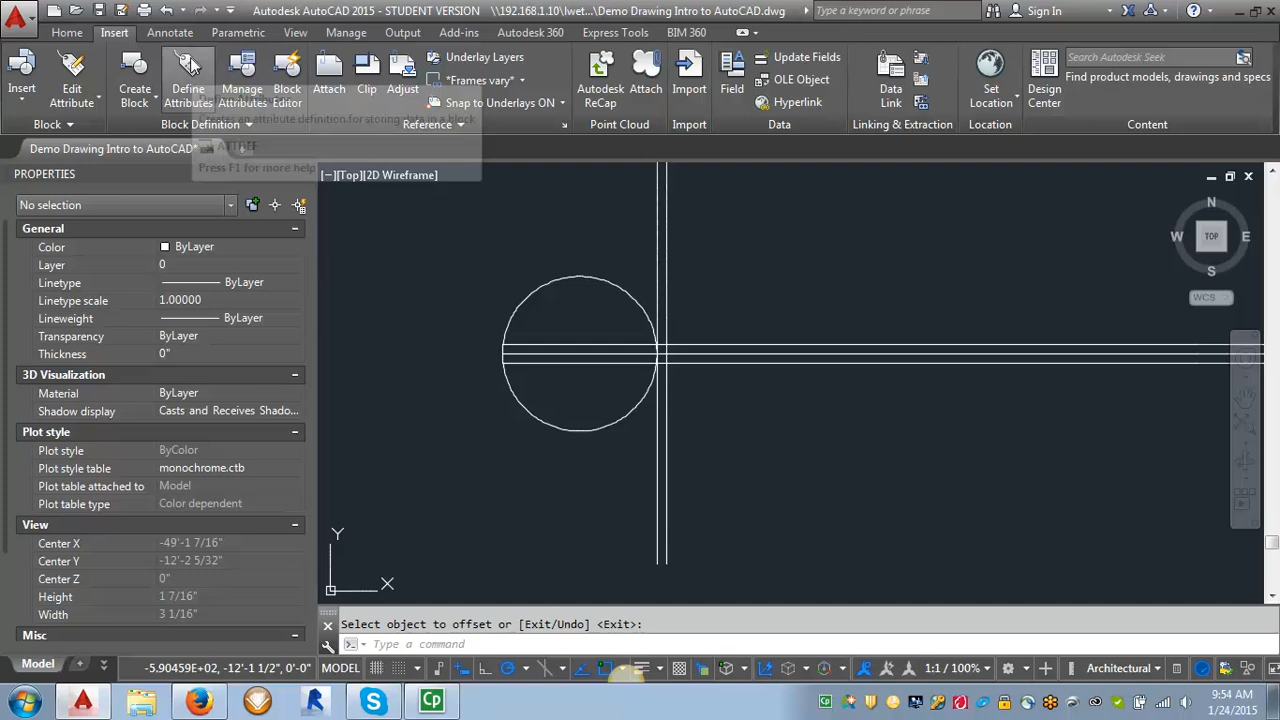 Autodesk AutoCAD 2015 - STUDENT VERSION \\192.168.1.10\Iwet...\Demo Drawing Intro to AutoCAD.dwg Type a keyword or phrase Sign In
Home Insert Annotate Parametric View Manage Output Add-ins Autodesk 360 Express Tools BIM 360
Insert Edit Attribute Create Block Define Attributes Manage Attributes Block Editor Attach Clip Adjust
Underlay Layers
*Frames vary*
Snap to Underlays ON
Autodesk ReCap Attach Import Field
Update Fields
OLE Object
Hyperlink
Data Link
Set Location
Design Center
Search Autodesk Seek
Find product models, drawings and specs
Block Block Definition Reference Point Cloud Import Data Linking & Extraction Location Content
Creates an attribute definition for storing data in a block
ATTDEF
Press F1 for more help
Demo Drawing Intro to AutoCAD*
PROPERTIES
[−][Top][2D Wireframe]
No selection
General
Color ByLayer
Layer 0
Linetype ByLayer
Linetype scale 1.00000
Lineweight ByLayer
Transparency ByLayer
Thickness 0"
3D Visualization
Material ByLayer
Shadow display Casts and Receives Shado...
Plot style
Plot style ByColor
Plot style table monochrome.ctb
Plot table attached to Model
Plot table type Color dependent
View
Center X -49'-1 7/16"
Center Y -12'-2 5/32"
Center Z 0"
Height 1 7/16"
Width 3 1/16"
Misc
N
W TOP E
S
WCS
Y
X
Select object to offset or [Exit/Undo] <Exit>:
Type a command
Model
-5.90459E+02, -12'-1 1/2", 0'-0" MODEL 1:1 / 100% Architectural
9:54 AM
1/24/2015